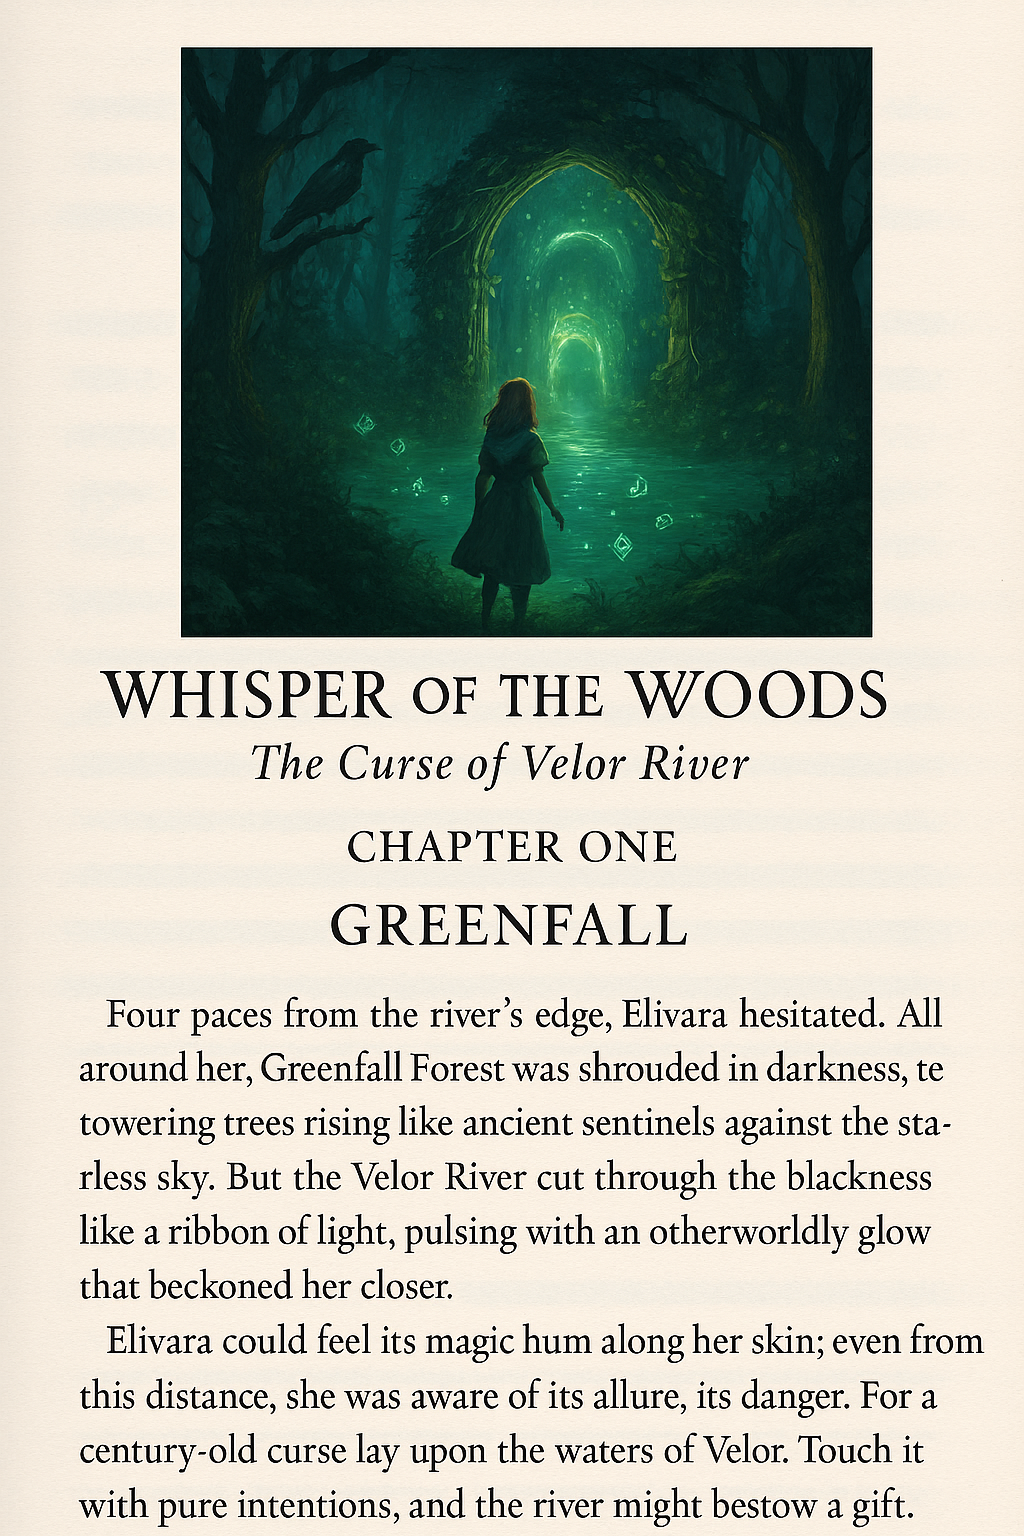 WHISPER OF THE WOODS
The Curse of Velor River
CHAPTER ONE
GREENFALL
Four paces from the river’s edge, Elivara hesitated. All
around her, Greenfall Forest was shrouded in darkness, te
towering trees rising like ancient sentinels against the sta-
rless sky. But the Velor River cut through the blackness
like a ribbon of light, pulsing with an otherworldly glow
that beckoned her closer.
Elivara could feel its magic hum along her skin; even from
this distance, she was aware of its allure, its danger. For a
century-old curse lay upon the waters of Velor. Touch it
with pure intentions, and the river might bestow a gift.